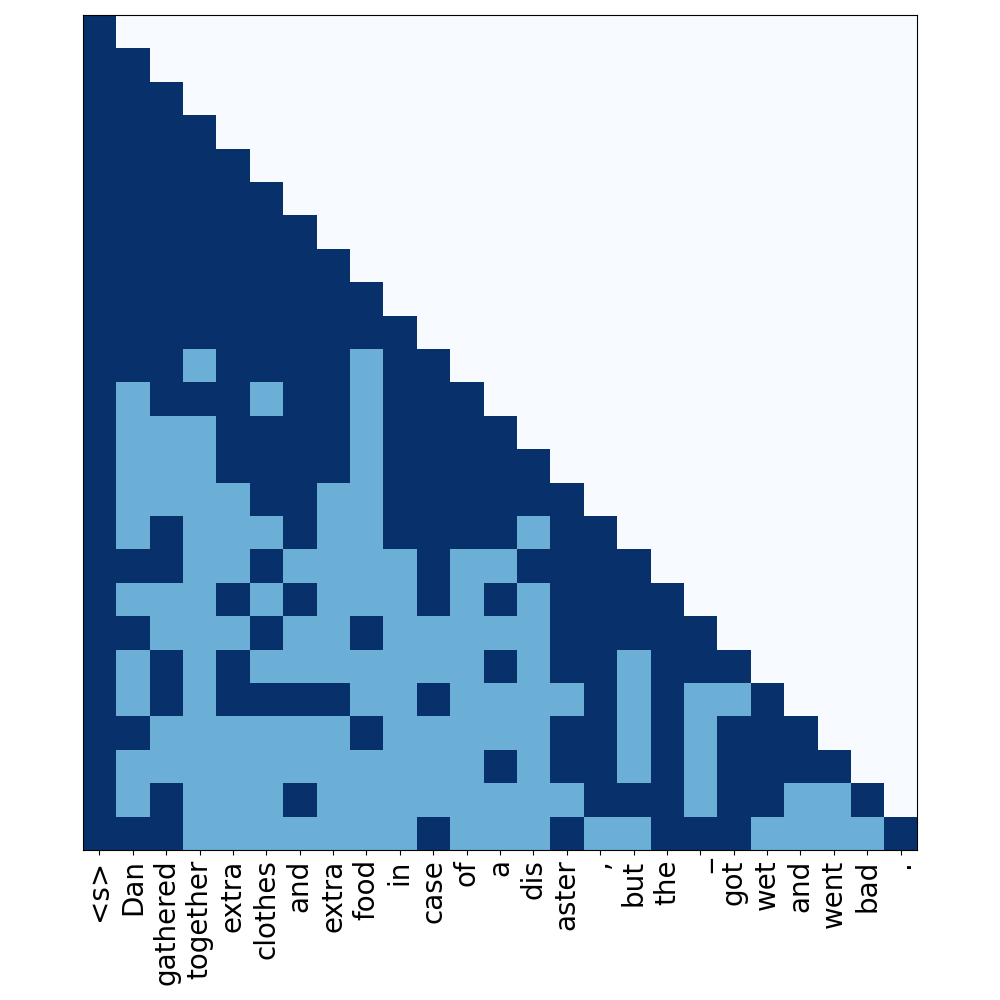 <s> Dan gathered together extra clothes and extra food in case of a dis aster , but the _ got wet and went bad .